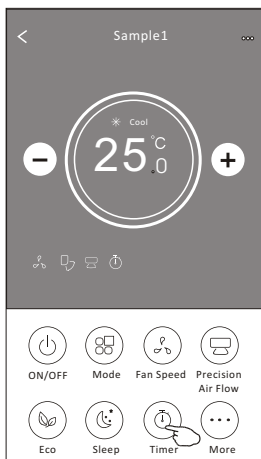 Sample1
Cool
25.0°C
ON/OFF Mode Fan Speed Precision
Air Flow
Eco Sleep Timer More